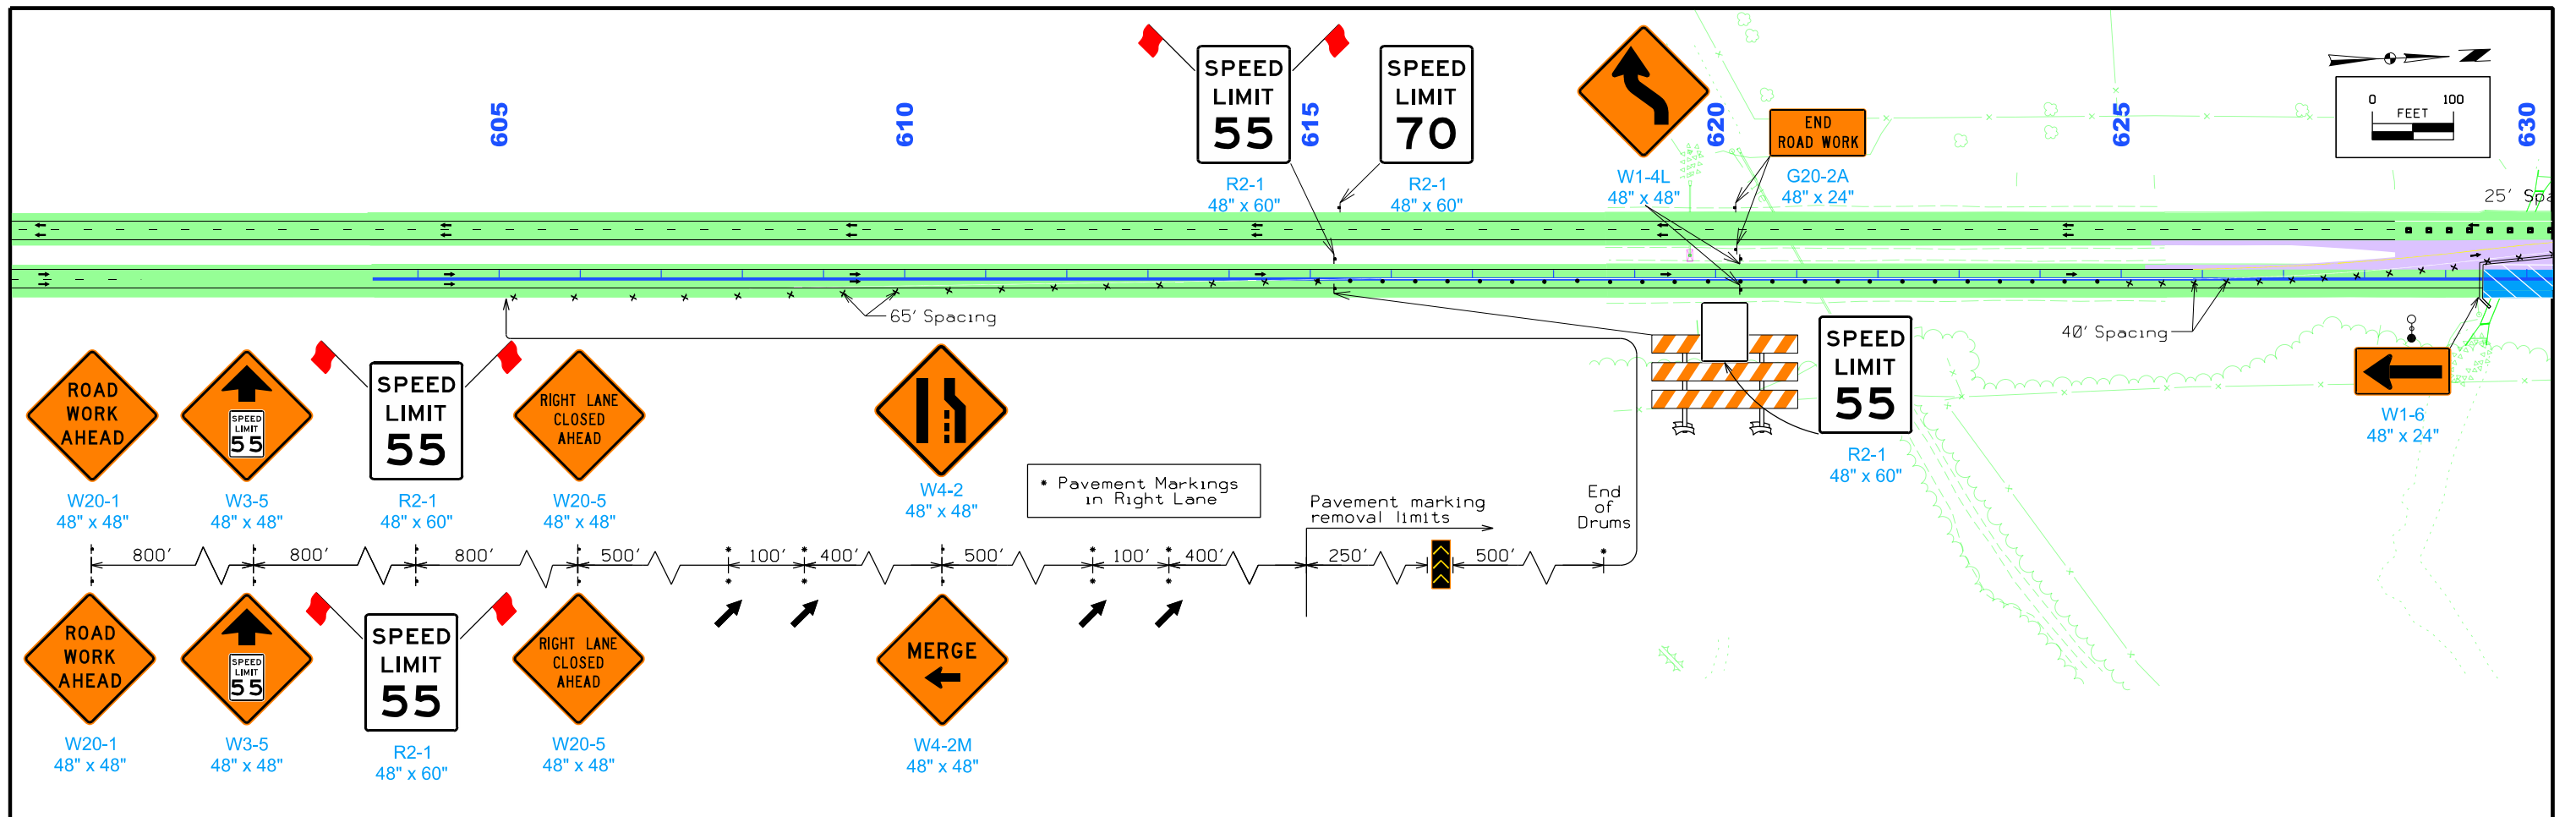 605
610
SPEED
LIMIT
55
R2-1
48" x 60"
615
SPEED
LIMIT
70
R2-1
48" x 60"
W1-4L
48" x 48"
620
END
ROAD WORK
G20-2A
48" x 24"
625
0 100
FEET
630
25' Spa
65' Spacing
40' Spacing
ROAD
WORK
AHEAD
W20-1
48" x 48"
SPEED
LIMIT
55
W3-5
48" x 48"
SPEED
LIMIT
55
R2-1
48" x 60"
RIGHT LANE
CLOSED
AHEAD
W20-5
48" x 48"
W4-2
48" x 48"
* Pavement Markings
in Right Lane
Pavement marking
removal limits
End
of
Drums
SPEED
LIMIT
55
R2-1
48" x 60"
W1-6
48" x 24"
800' 800' 800' 500' 100' 400' 500' 100' 400' 250' 500'
ROAD
WORK
AHEAD
W20-1
48" x 48"
SPEED
LIMIT
55
W3-5
48" x 48"
SPEED
LIMIT
55
R2-1
48" x 60"
RIGHT LANE
CLOSED
AHEAD
W20-5
48" x 48"
MERGE
W4-2M
48" x 48"